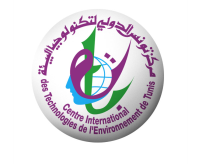 مركز تونس الدولي لتكنولوجيا البيئة
Centre International
des Technologies de l'Environnement de Tunis